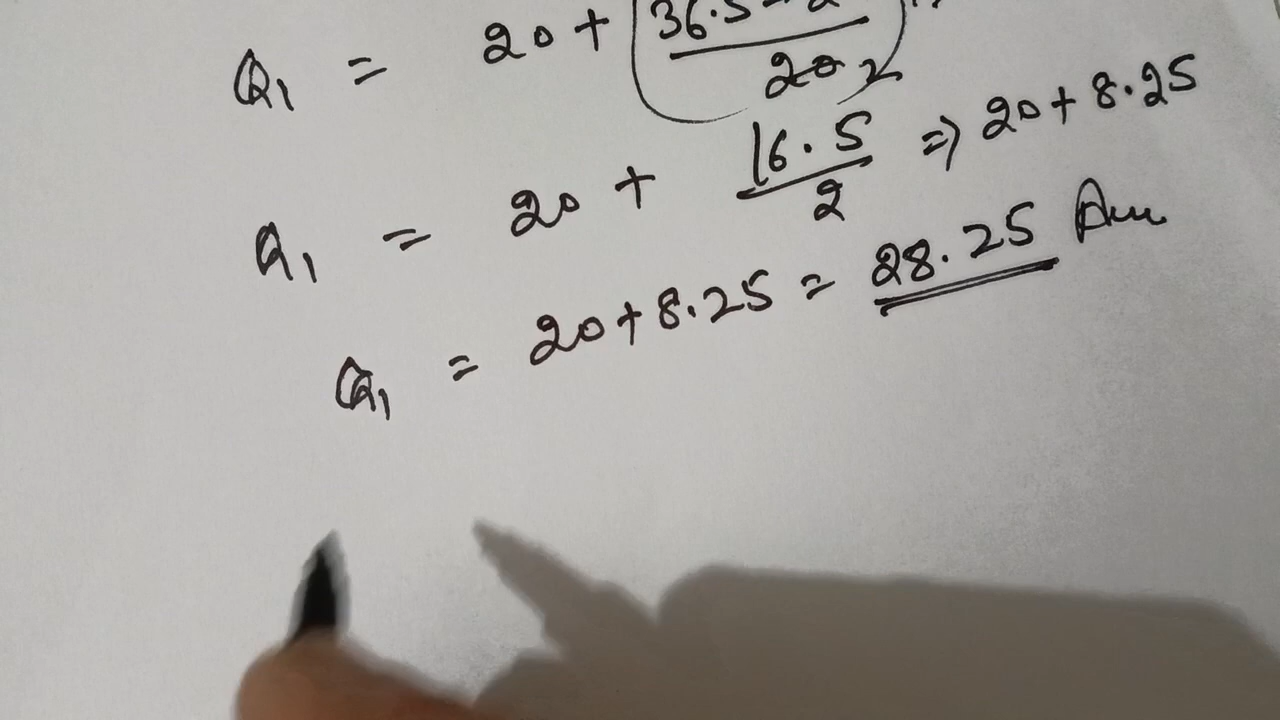 Q₁ = 20 + (36.5 - 2
20 2
Q₁ = 20 + 16.5/2 ⇒ 20 + 8.25
Q₁ = 20 + 8.25 = 28.25 Ans